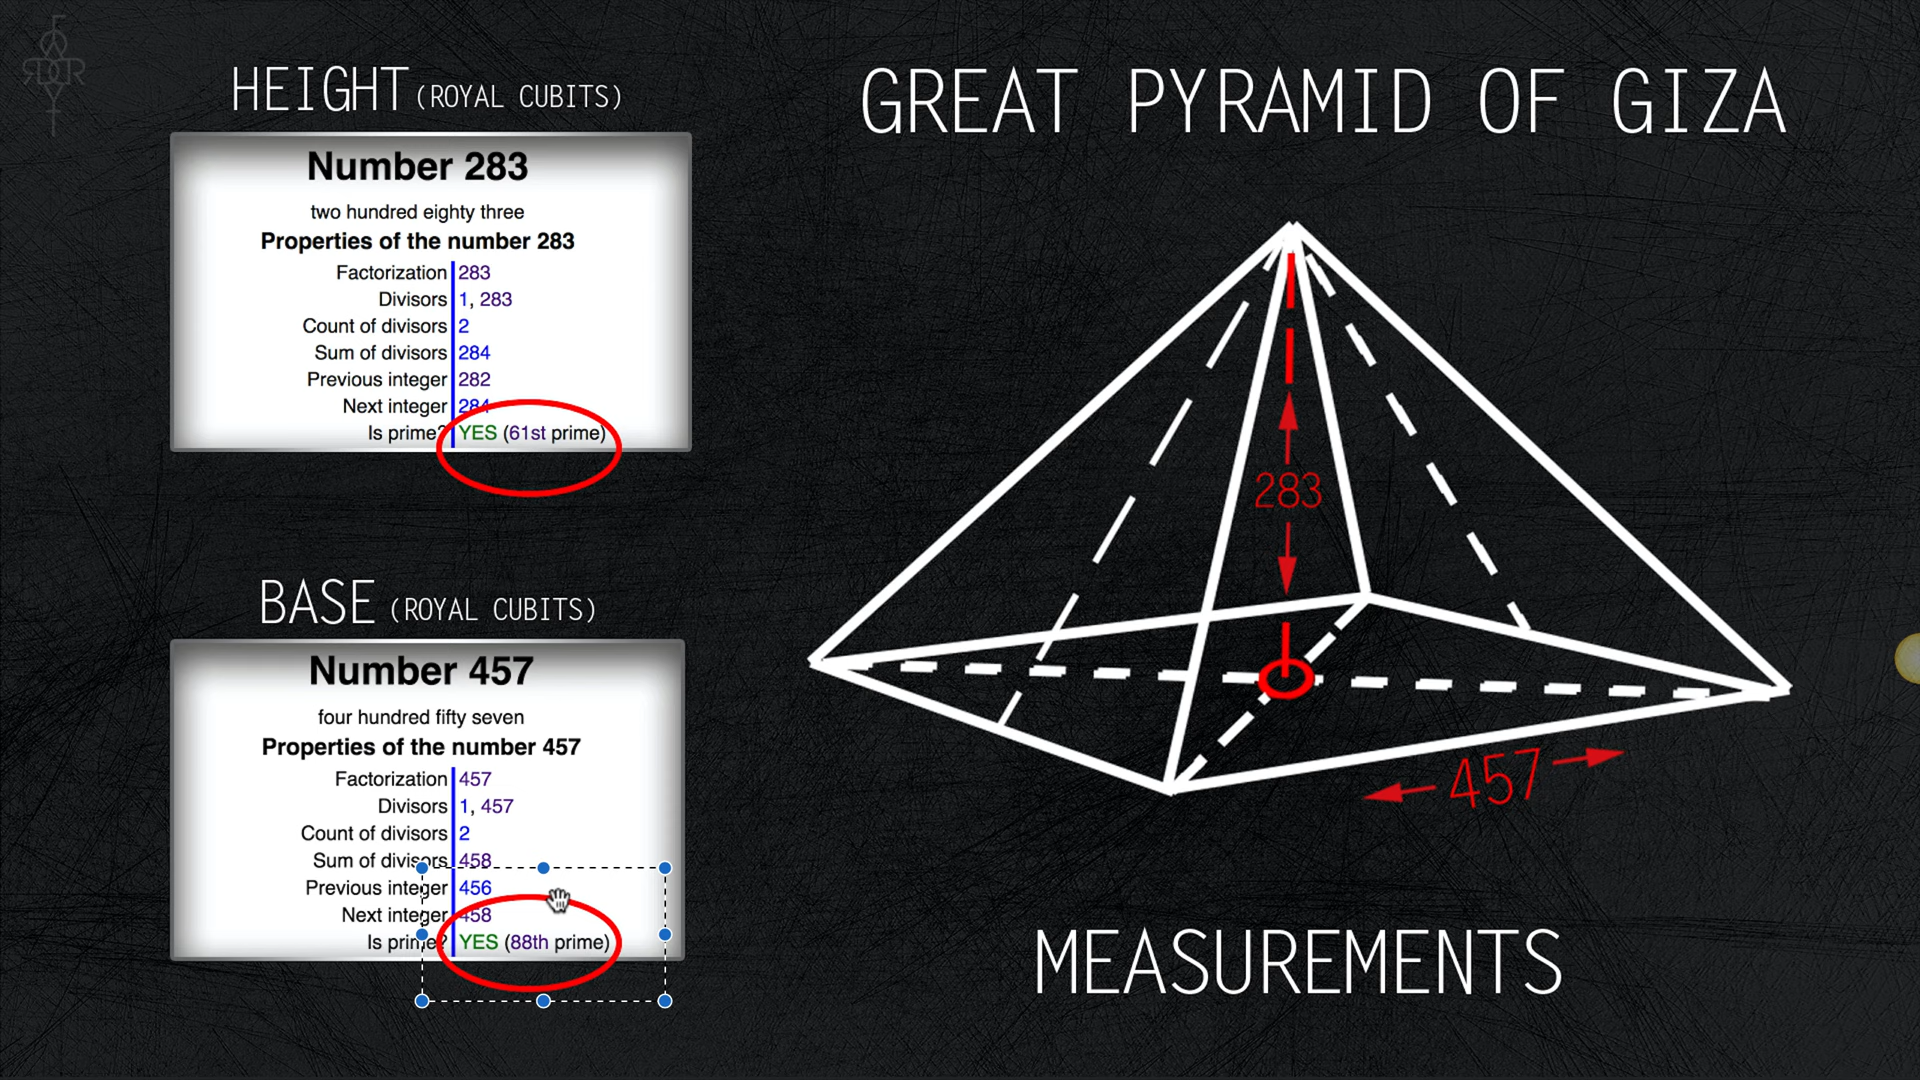 HEIGHT (ROYAL CUBITS)
Number 283
two hundred eighty three
Properties of the number 283
Factorization 283
Divisors 1, 283
Count of divisors 2
Sum of divisors 284
Previous integer 282
Next integer 284
Is prime? YES (61st prime)
BASE (ROYAL CUBITS)
Number 457
four hundred fifty seven
Properties of the number 457
Factorization 457
Divisors 1, 457
Count of divisors 2
Sum of divisors 458
Previous integer 456
Next integer 458
Is prime? YES (88th prime)
GREAT PYRAMID OF GIZA
283
457
MEASUREMENTS